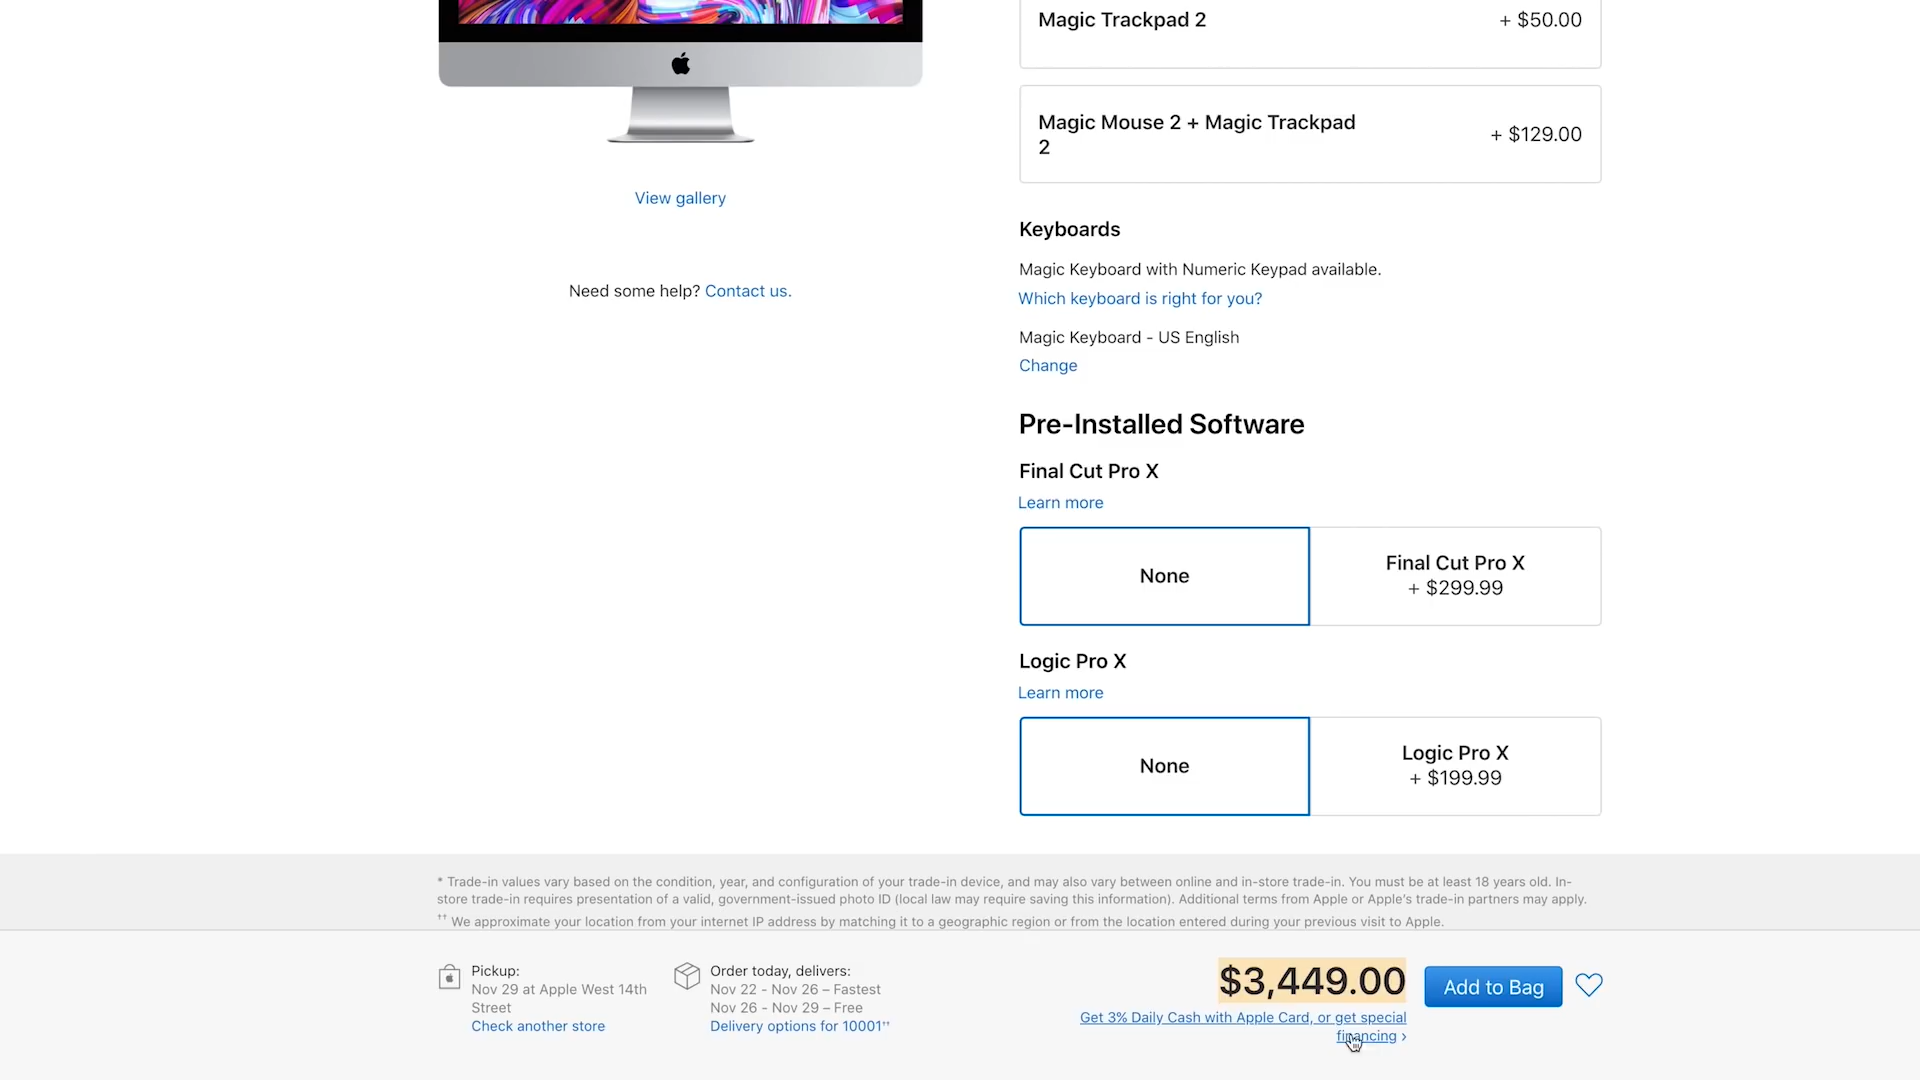 Magic Trackpad 2
+ $50.00
Magic Mouse 2 + Magic Trackpad
2
+ $129.00
View gallery
Need some help? Contact us.
Keyboards
Magic Keyboard with Numeric Keypad available.
Which keyboard is right for you?
Magic Keyboard - US English
Change
Pre-Installed Software
Final Cut Pro X
Learn more
None
Final Cut Pro X
+ $299.99
Logic Pro X
Learn more
None
Logic Pro X
+ $199.99
* Trade-in values vary based on the condition, year, and configuration of your trade-in device, and may also vary between online and in-store trade-in. You must be at least 18 years old. In-
store trade-in requires presentation of a valid, government-issued photo ID (local law may require saving this information). Additional terms from Apple or Apple's trade-in partners may apply.
†† We approximate your location from your internet IP address by matching it to a geographic region or from the location entered during your previous visit to Apple.
Pickup:
Nov 29 at Apple West 14th
Street
Check another store
Order today, delivers:
Nov 22 - Nov 26 – Fastest
Nov 26 - Nov 29 – Free
Delivery options for 10001††
$3,449.00
Get 3% Daily Cash with Apple Card, or get special
financing ›
Add to Bag